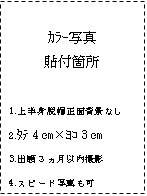 ｶﾗｰ写真
貼付箇所
1.上半身脱帽正面背景なし
2.ﾀﾃ４cm×ﾖｺ３cm
3.出願３ヵ月以内撮影
4.スピード写真も可